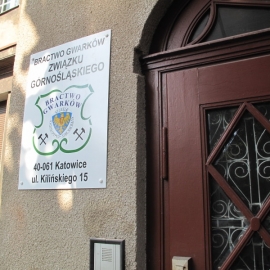 "BRACTWO GWARKÓW"
ZWIĄZKU
GÓRNOŚLĄSKIEGO
BRACTWO
GWARKÓW
40-061 Katowice
ul. Kilińskiego 15